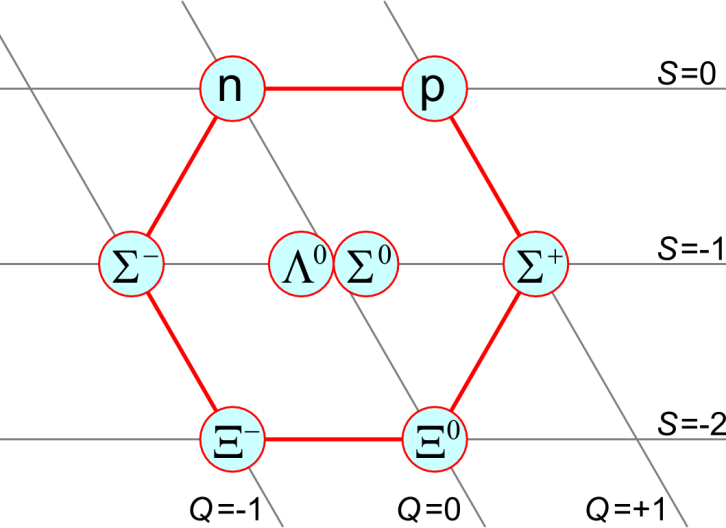 n p S=0
Σ⁻ Λ⁰ Σ⁰ Σ⁺ S=-1
Ξ⁻ Ξ⁰ S=-2
Q=-1 Q=0 Q=+1